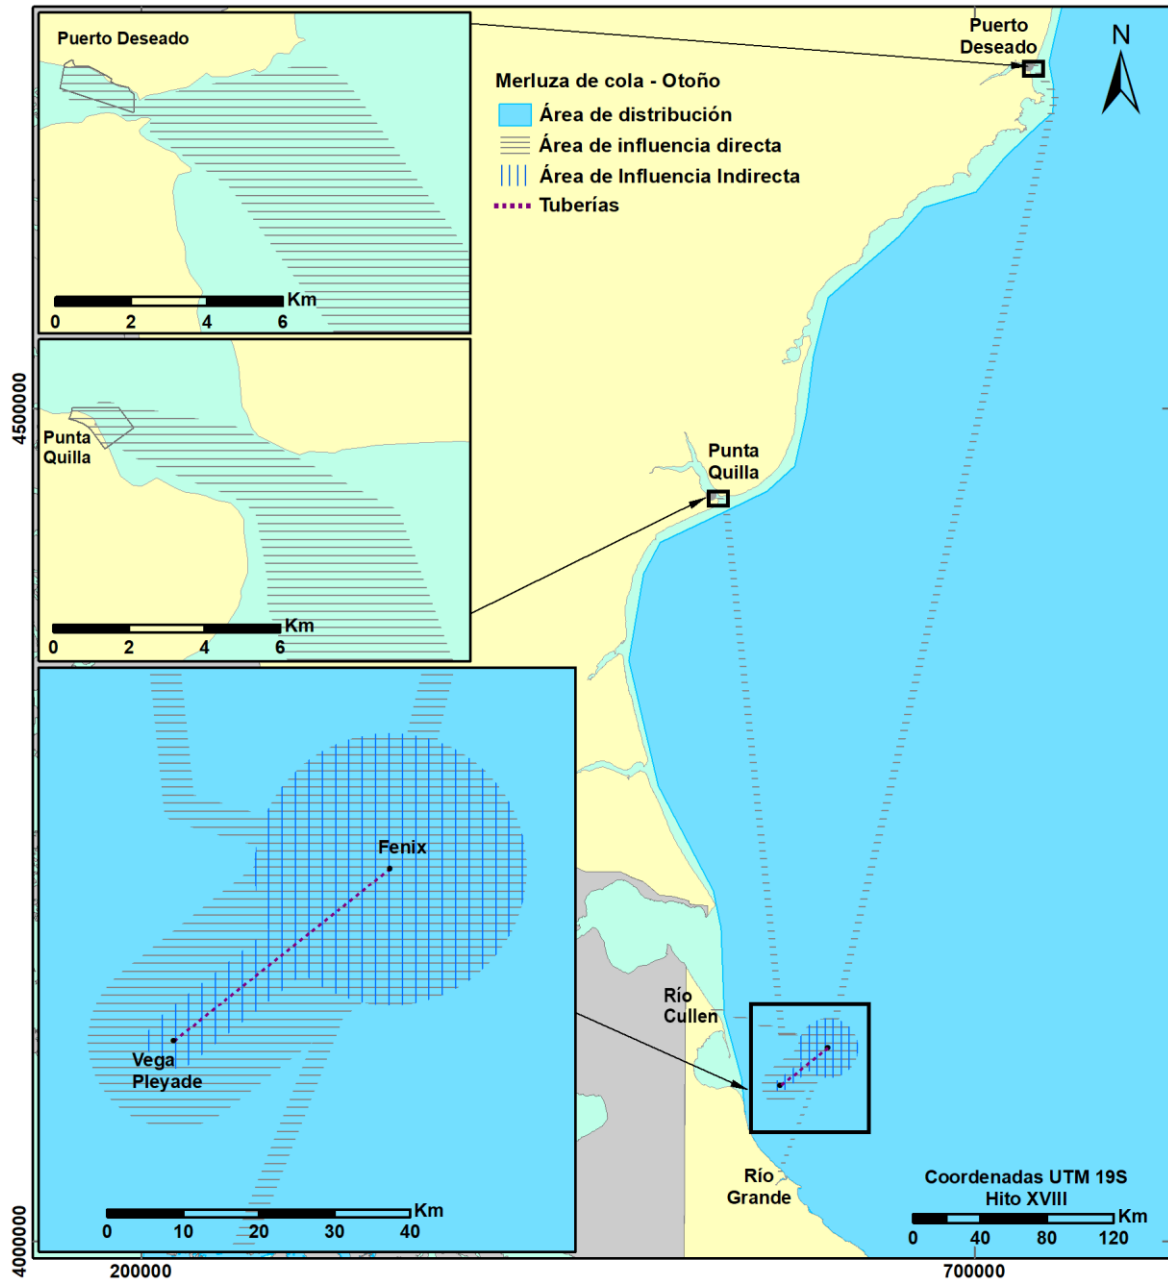 Puerto Deseado
Km
0 2 4 6
Punta
Quilla
Km
0 2 4 6
Fenix
Vega
Pleyade
Km
0 10 20 30 40
Merluza de cola - Otoño
Área de distribución
Área de influencia directa
Área de Influencia Indirecta
Tuberías
Puerto
Deseado
N
Punta
Quilla
Río
Cullen
Río
Grande
Coordenadas UTM 19S
Hito XVIII
Km
0 40 80 120
4500000
4000000
200000
700000